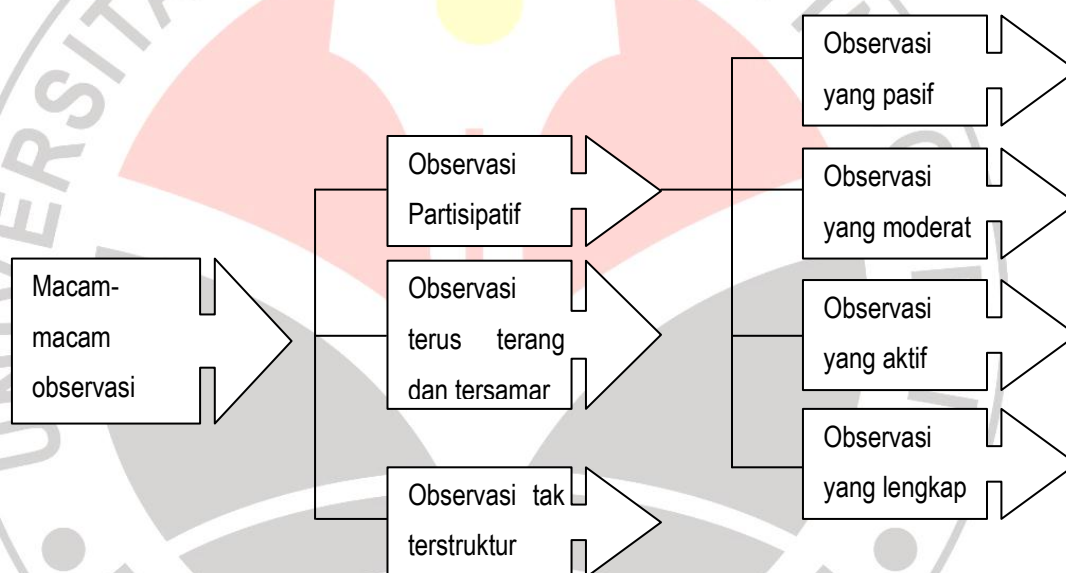 Macam-
macam
observasi
Observasi
Partisipatif
Observasi
terus terang
dan tersamar
Observasi tak
terstruktur
Observasi
yang pasif
Observasi
yang moderat
Observasi
yang aktif
Observasi
yang lengkap